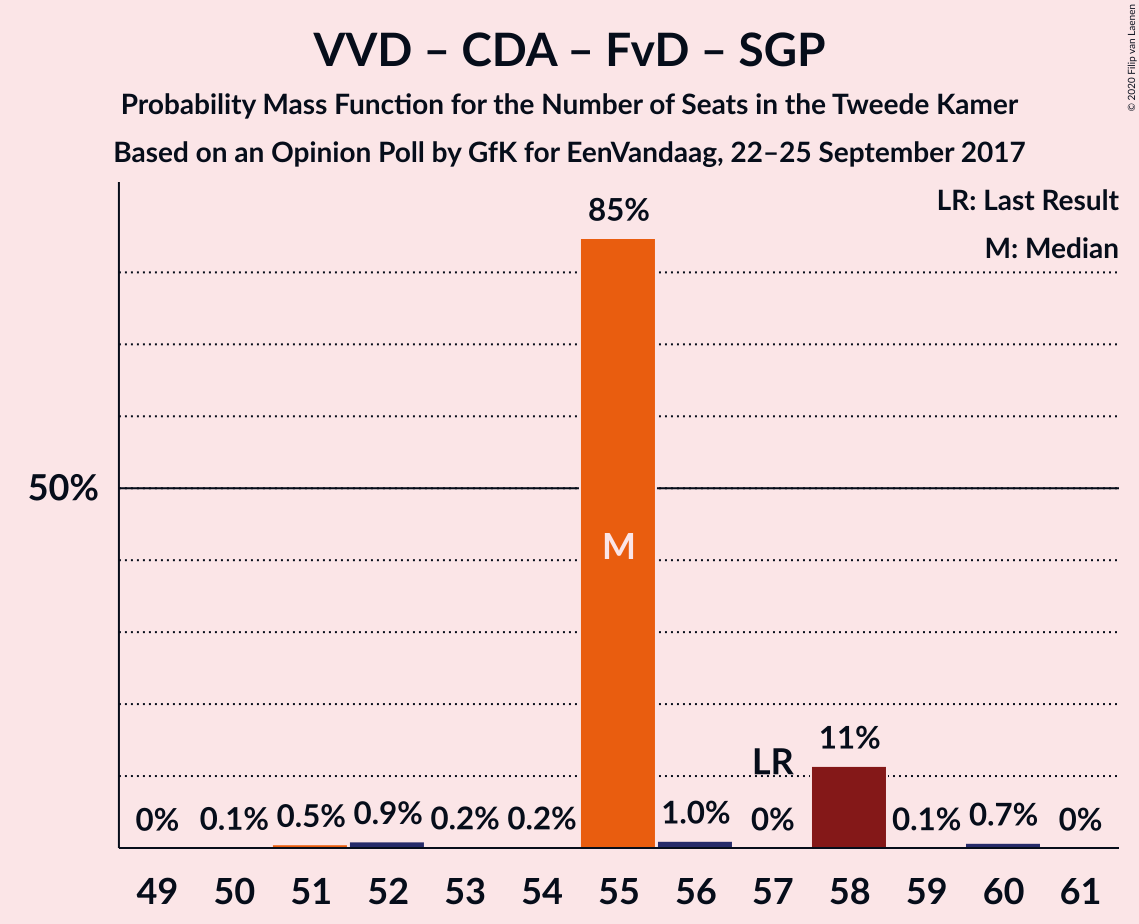 VVD – CDA – FvD – SGP
Probability Mass Function for the Number of Seats in the Tweede Kamer
Based on an Opinion Poll by GfK for EenVandaag, 22–25 September 2017
© 2020 Filip van Laenen
LR: Last Result
M: Median
50%
0% 0.1% 0.5% 0.9% 0.2% 0.2% 85% 1.0% 0% 11% 0.1% 0.7% 0%
M
LR
49 50 51 52 53 54 55 56 57 58 59 60 61